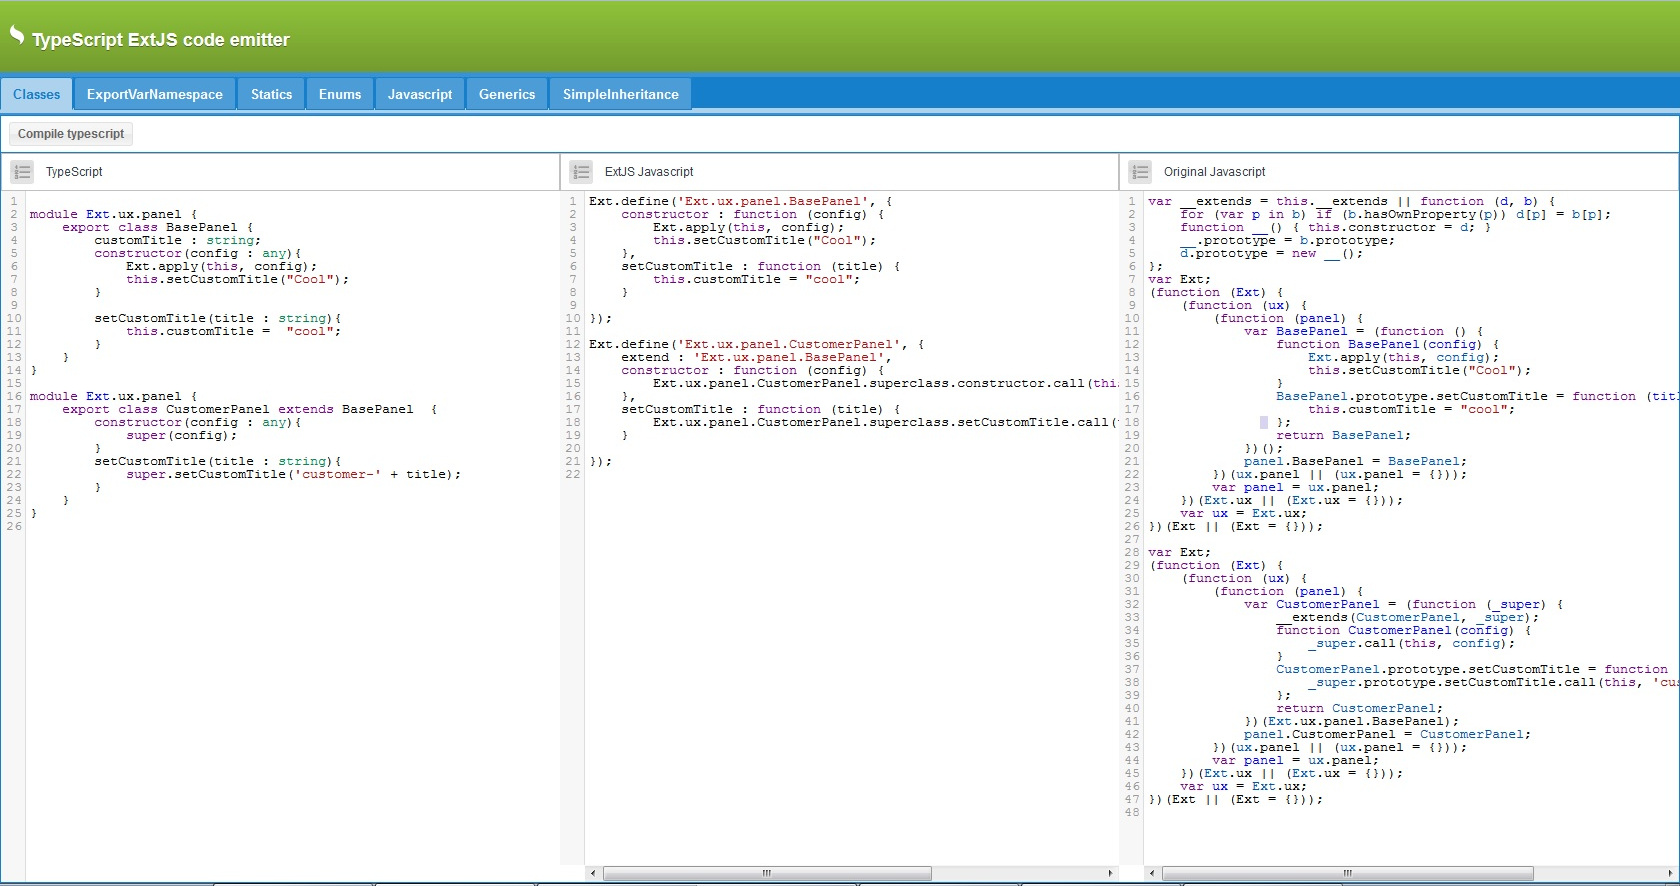 TypeScript ExtJS code emitter
Classes ExportVarNamespace Statics Enums Javascript Generics SimpleInheritance
Compile typescript
TypeScript
1
2 module Ext.ux.panel {
3 export class BasePanel {
4 customTitle : string;
5 constructor(config : any){
6 Ext.apply(this, config);
7 this.setCustomTitle("Cool");
8 }
9
10 setCustomTitle(title : string){
11 this.customTitle = "cool";
12 }
13 }
14 }
15
16 module Ext.ux.panel {
17 export class CustomerPanel extends BasePanel {
18 constructor(config : any){
19 super(config);
20 }
21 setCustomTitle(title : string){
22 super.setCustomTitle('customer-' + title);
23 }
24 }
25 }
26
ExtJS Javascript
1 Ext.define('Ext.ux.panel.BasePanel', {
2 constructor : function (config) {
3 Ext.apply(this, config);
4 this.setCustomTitle("Cool");
5 },
6 setCustomTitle : function (title) {
7 this.customTitle = "cool";
8 }
9
10 });
11
12 Ext.define('Ext.ux.panel.CustomerPanel', {
13 extend : 'Ext.ux.panel.BasePanel',
14 constructor : function (config) {
15 Ext.ux.panel.CustomerPanel.superclass.constructor.call(thi
16 },
17 setCustomTitle : function (title) {
18 Ext.ux.panel.CustomerPanel.superclass.setCustomTitle.call(
19 }
20
21 });
22
Original Javascript
1 var __extends = this.__extends || function (d, b) {
2 for (var p in b) if (b.hasOwnProperty(p)) d[p] = b[p];
3 function __() { this.constructor = d; }
4 __.prototype = b.prototype;
5 d.prototype = new __();
6 };
7 var Ext;
8 (function (Ext) {
9 (function (ux) {
10 (function (panel) {
11 var BasePanel = (function () {
12 function BasePanel(config) {
13 Ext.apply(this, config);
14 this.setCustomTitle("Cool");
15 }
16 BasePanel.prototype.setCustomTitle = function (titl
17 this.customTitle = "cool";
18 };
19 return BasePanel;
20 })();
21 panel.BasePanel = BasePanel;
22 })(ux.panel || (ux.panel = {}));
23 var panel = ux.panel;
24 })(Ext.ux || (Ext.ux = {}));
25 var ux = Ext.ux;
26 })(Ext || (Ext = {}));
27
28 var Ext;
29 (function (Ext) {
30 (function (ux) {
31 (function (panel) {
32 var CustomerPanel = (function (_super) {
33 __extends(CustomerPanel, _super);
34 function CustomerPanel(config) {
35 _super.call(this, config);
36 }
37 CustomerPanel.prototype.setCustomTitle = function
38 _super.prototype.setCustomTitle.call(this, 'cus
39 };
40 return CustomerPanel;
41 })(Ext.ux.panel.BasePanel);
42 panel.CustomerPanel = CustomerPanel;
43 })(ux.panel || (ux.panel = {}));
44 var panel = ux.panel;
45 })(Ext.ux || (Ext.ux = {}));
46 var ux = Ext.ux;
47 })(Ext || (Ext = {}));
48